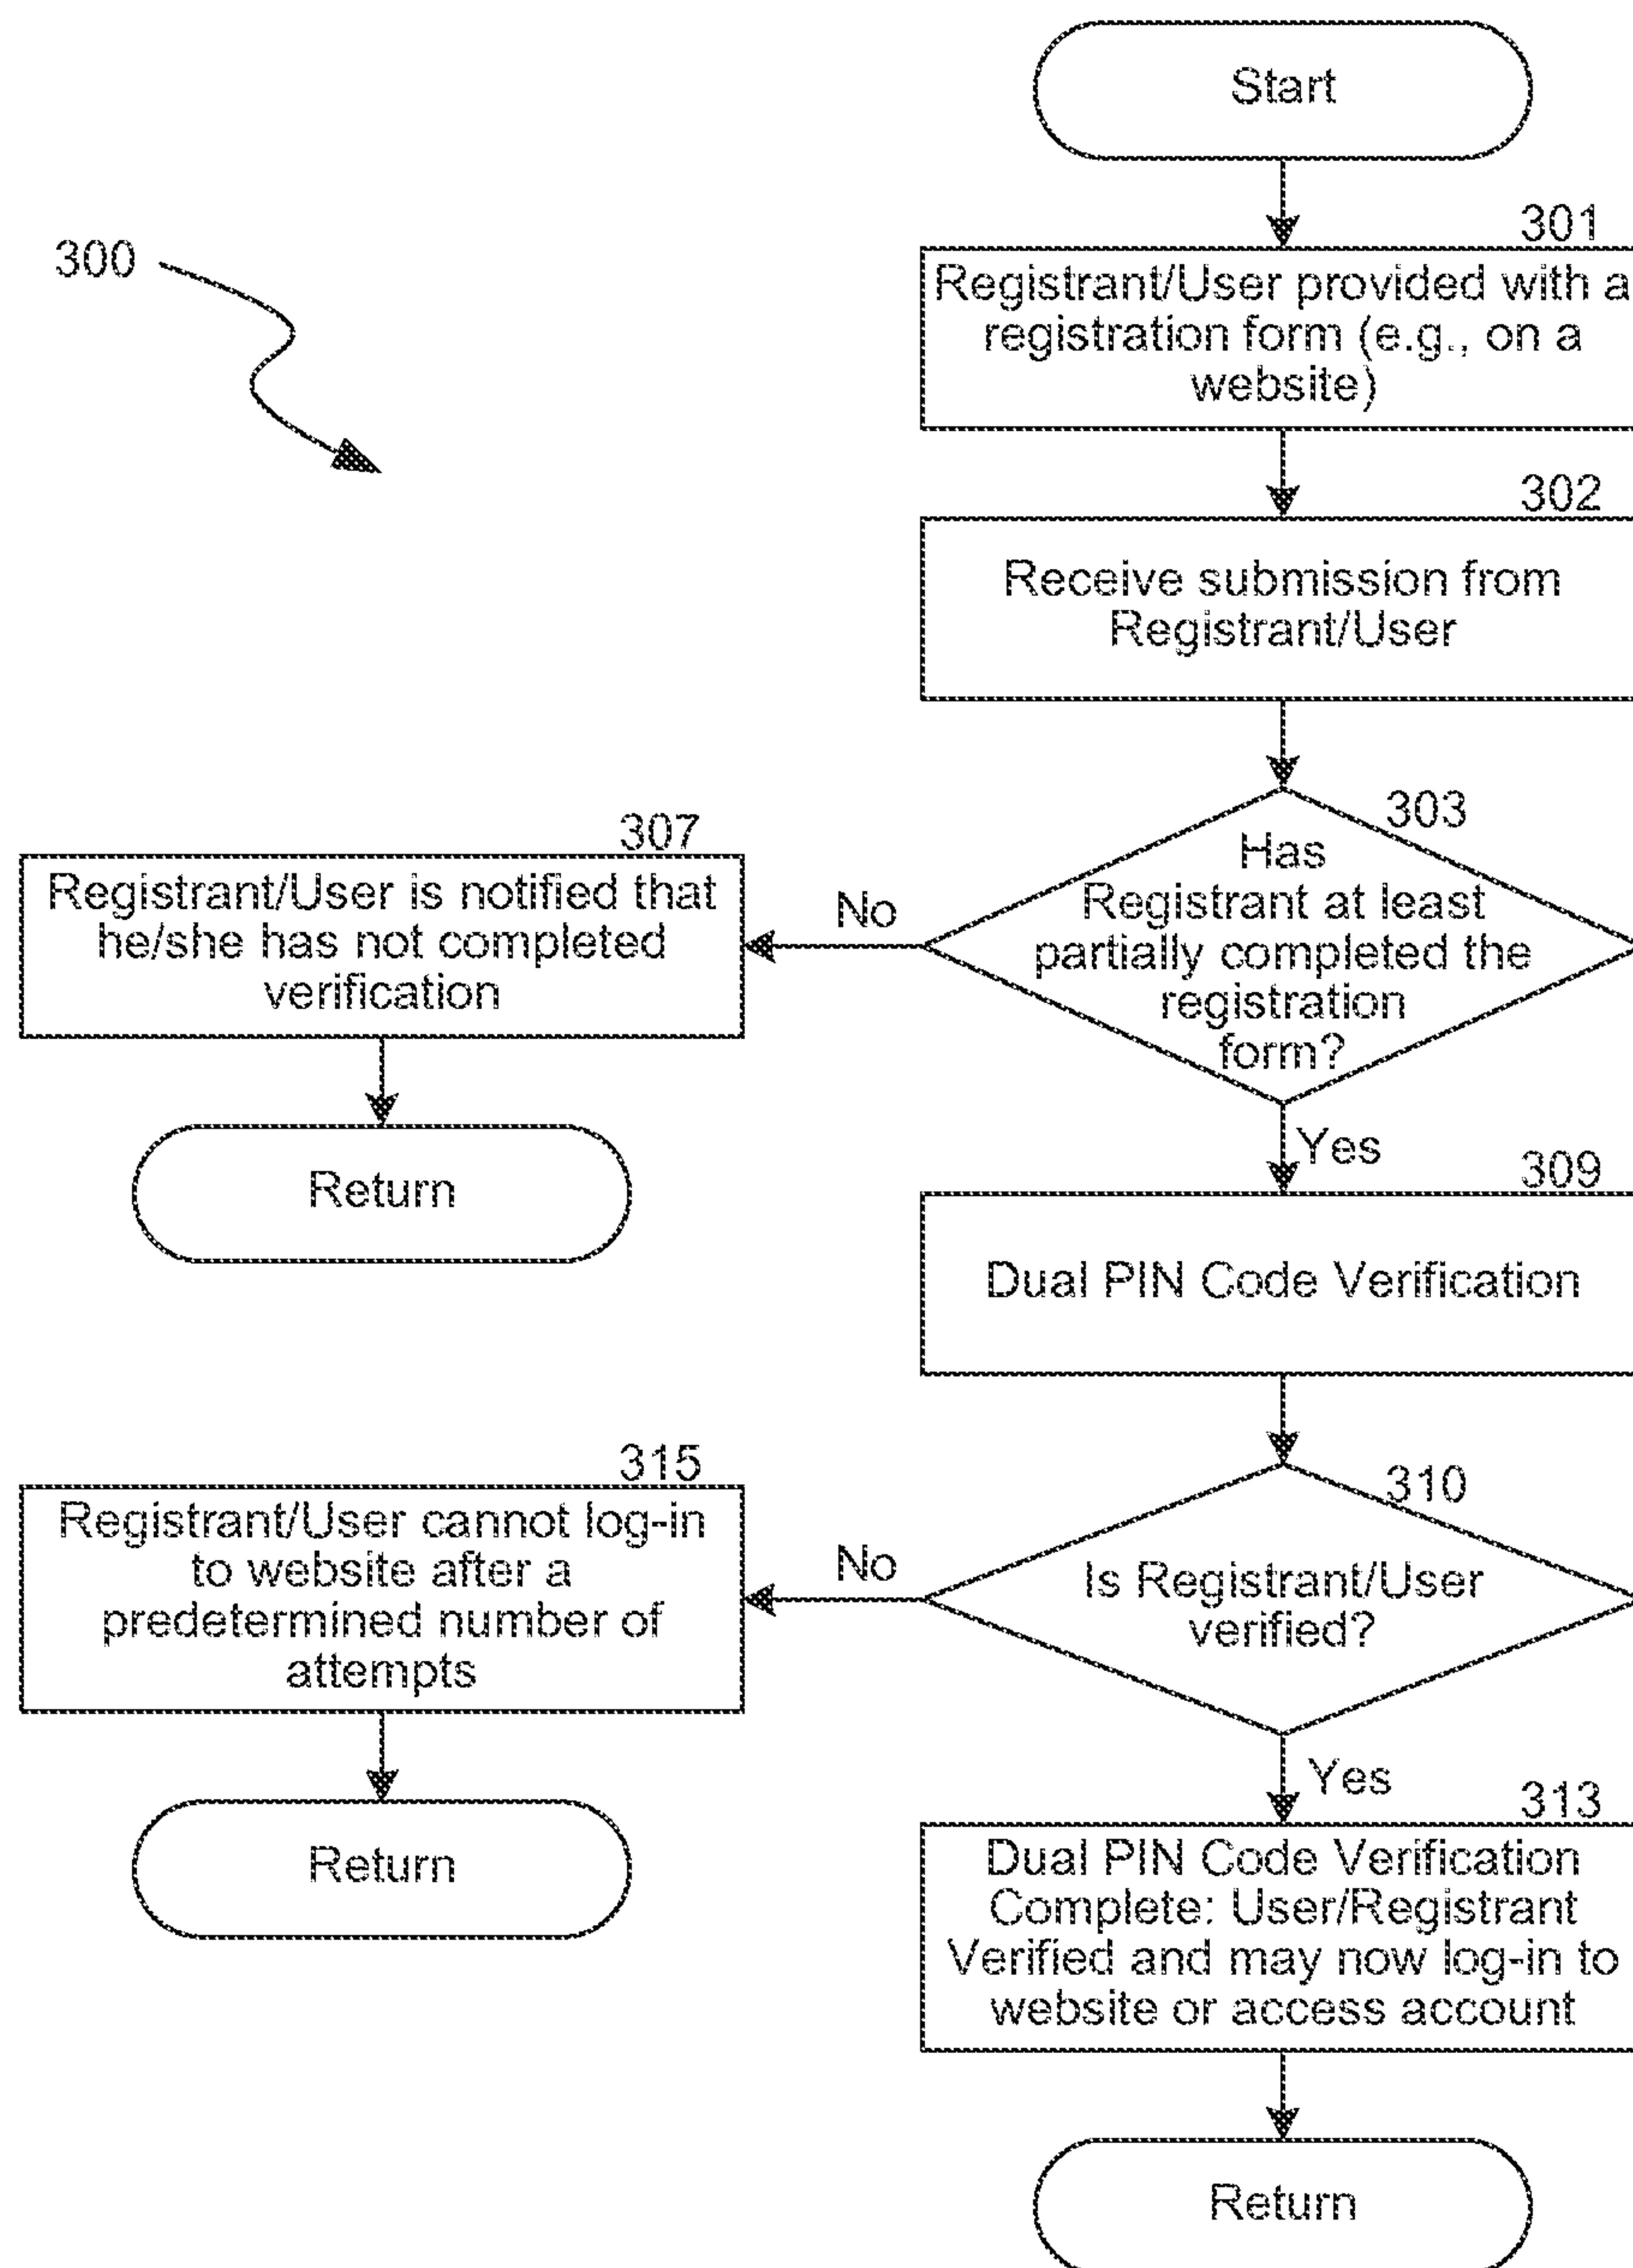 Start
300
301
Registrant/User provided with a
registration form (e.g., on a
website)
302
Receive submission from
Registrant/User
303
Has
Registrant at least
partially completed the
registration
form?
No
307
Registrant/User is notified that
he/she has not completed
verification
Return
Yes
309
Dual PIN Code Verification
310
Is Registrant/User
verified?
No
315
Registrant/User cannot log-in
to website after a
predetermined number of
attempts
Return
Yes
313
Dual PIN Code Verification
Complete: User/Registrant
Verified and may now log-in to
website or access account
Return